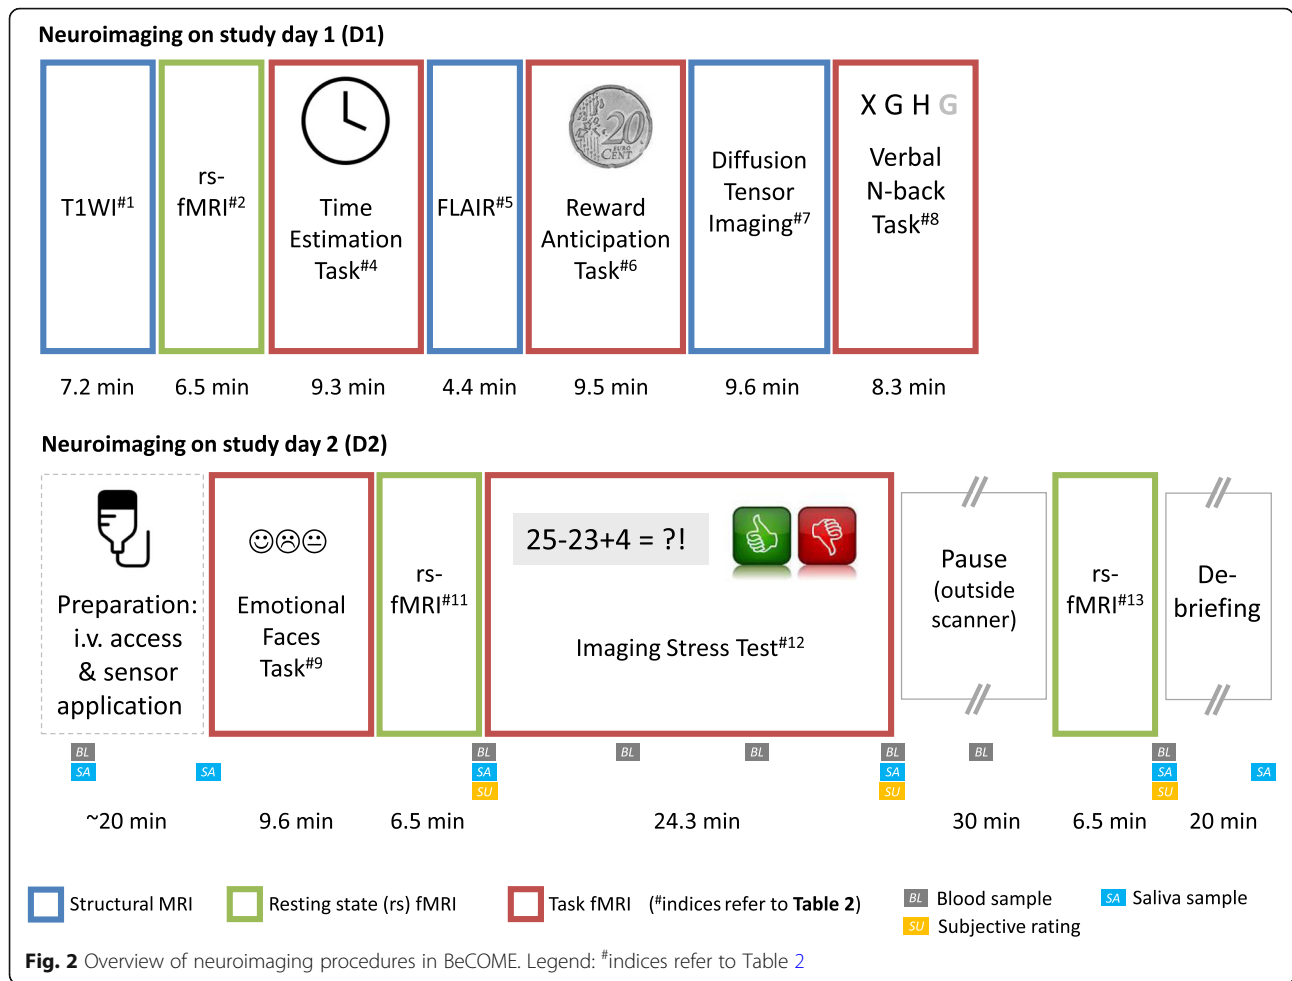 Neuroimaging on study day 1 (D1)
T1WI#1
rs-
fMRI#2
Time
Estimation
Task#4
FLAIR#5
20
EURO
CENT
Reward
Anticipation
Task#6
Diffusion
Tensor
Imaging#7
X G H G
Verbal
N-back
Task#8
7.2 min
6.5 min
9.3 min
4.4 min
9.5 min
9.6 min
8.3 min
Neuroimaging on study day 2 (D2)
Preparation:
i.v. access
& sensor
application
Emotional
Faces
Task#9
rs-
fMRI#11
25-23+4 = ?!
Imaging Stress Test#12
Pause
(outside
scanner)
rs-
fMRI#13
De-
briefing
BL BL BL BL BL BL BL
SA SA SA SA SA SA
SU SU SU
~20 min
9.6 min
6.5 min
24.3 min
30 min
6.5 min
20 min
Structural MRI
Resting state (rs) fMRI
Task fMRI (#indices refer to Table 2)
BL Blood sample
SA Saliva sample
SU Subjective rating
Fig. 2 Overview of neuroimaging procedures in BeCOME. Legend: #indices refer to Table 2